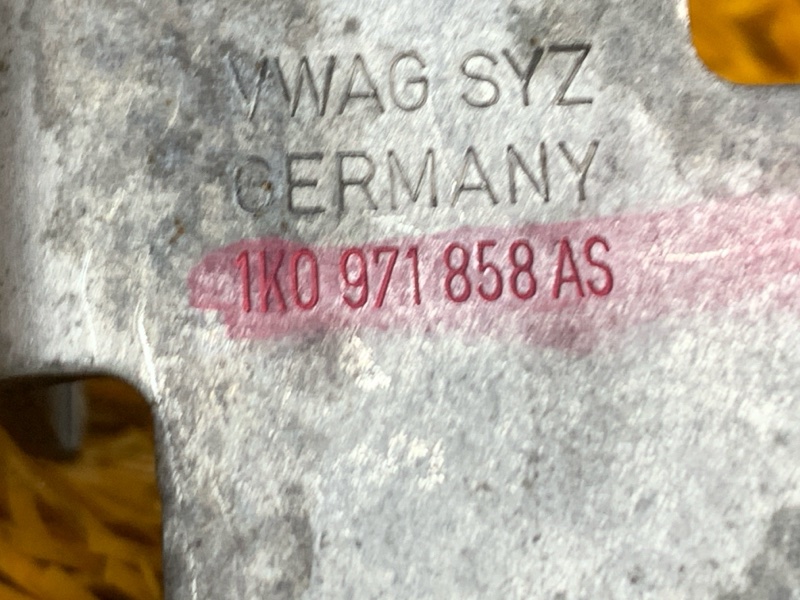 VWAG SYZ
GERMANY
1K0 971 858 AS